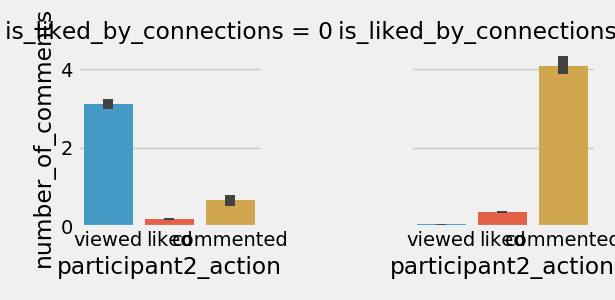 is_liked_by_connections = 0
is_liked_by_connections
number_of_comments
4
2
0
viewed
liked
commented
viewed
liked
commented
participant2_action
participant2_action